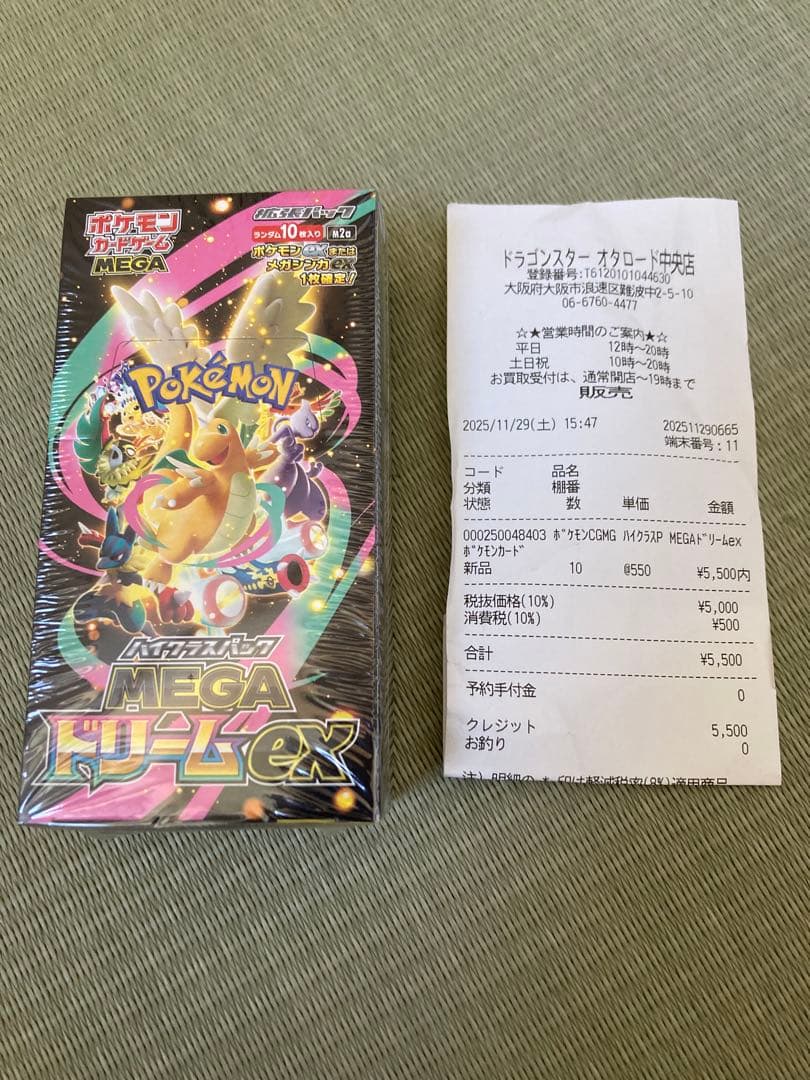 ポケモン
カードゲーム
MEGA
拡張パック
ランダム10枚入り M2a
ポケモンexまたは
メガシンカex
1枚確定!
POKéMON
ハイクラスパック
MEGA
ドリームex
ドラゴンスター オタロード中央店
登録番号:T6120101044630
大阪府大阪市浪速区難波中2-5-10
06-6760-4477
☆★営業時間のご案内★☆
平日 12時〜20時
土日祝 10時〜20時
お買取受付は、通常開店〜19時まで
販売
2025/11/29(土) 15:47 202511290665
端末番号:11
コード 品名
分類 棚番
状態 数 単価 金額
000250048403 ポケモンCGMG ハイクラスP MEGAドリームex
ポケモンカード
新品 10 @550 ¥5,500内
税抜価格(10%) ¥5,000
消費税(10%) ¥500
合計 ¥5,500
予約手付金 0
クレジット 5,500
お釣り 0